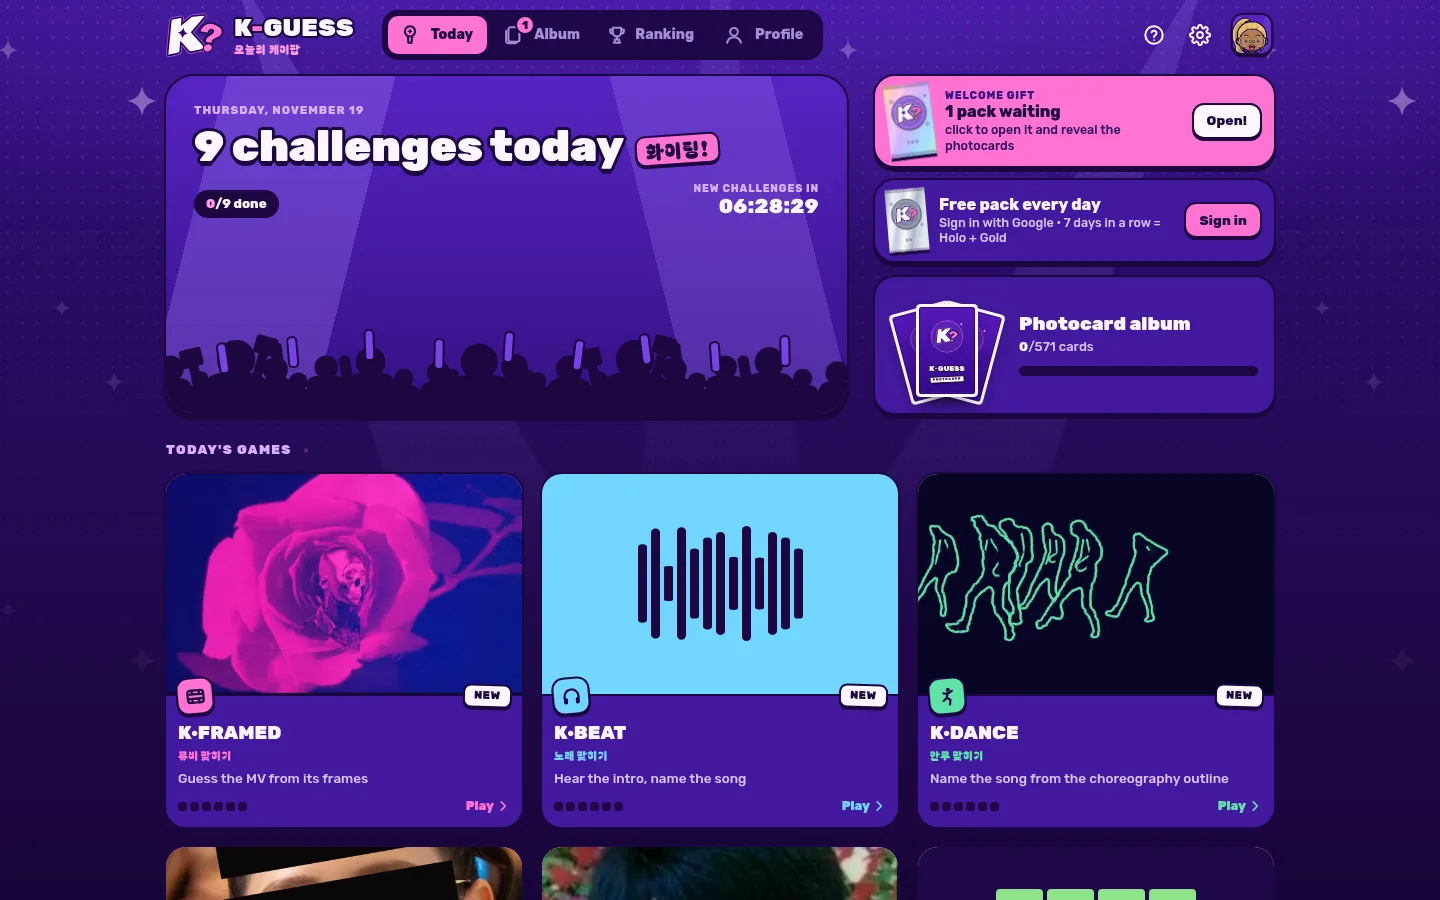 K?
K-GUESS
오늘의 케이팝
Today
1
Album
Ranking
Profile
THURSDAY, NOVEMBER 19
9 challenges today
화이팅!
0/9 done
NEW CHALLENGES IN
06:28:29
K?
WELCOME GIFT
1 pack waiting
click to open it and reveal the
photocards
Open!
K?
Free pack every day
Sign in with Google • 7 days in a row =
Holo + Gold
Sign in
K?
K-GUESS
PHOTOCARD
Photocard album
0/571 cards
TODAY'S GAMES
NEW
K•FRAMED
뮤비 맞히기
Guess the MV from its frames
Play
NEW
K•BEAT
노래 맞히기
Hear the intro, name the song
Play
NEW
K•DANCE
안무 맞히기
Name the song from the choreography outline
Play